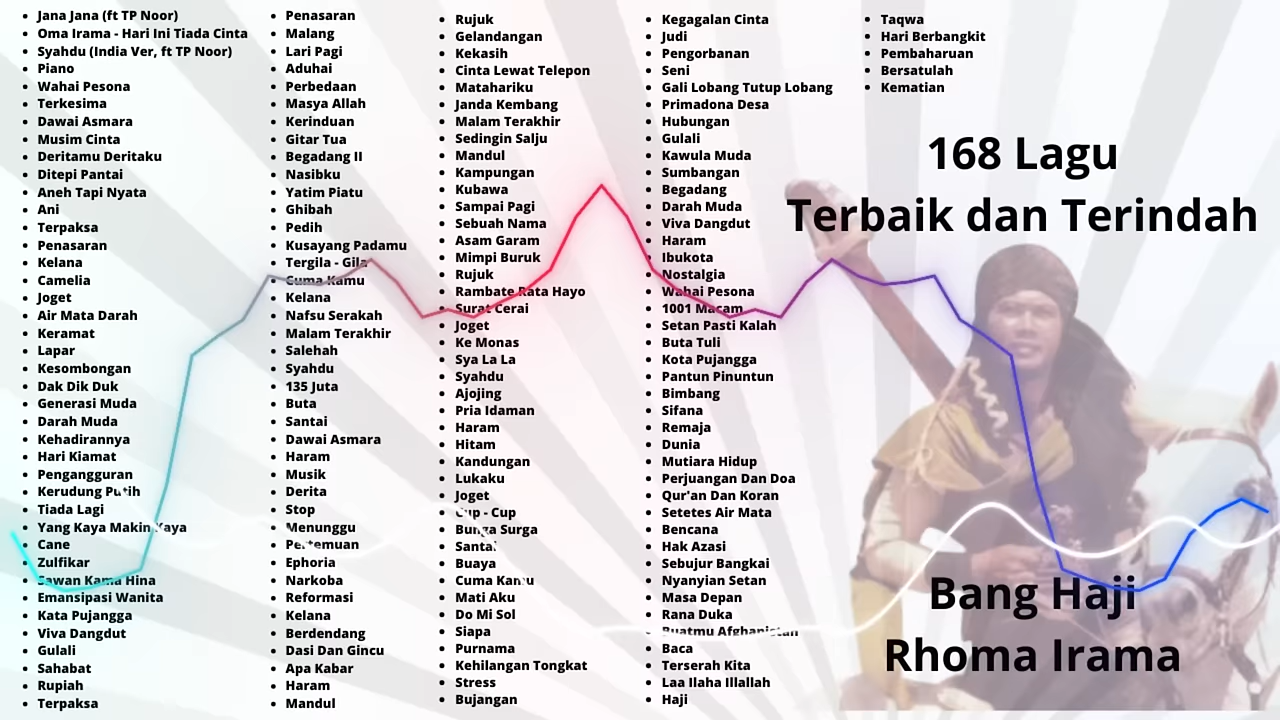 Jana Jana (ft TP Noor)
Oma Irama - Hari Ini Tiada Cinta
Syahdu (India Ver, ft TP Noor)
Piano
Wahai Pesona
Terkesima
Dawai Asmara
Musim Cinta
Deritamu Deritaku
Ditepi Pantai
Aneh Tapi Nyata
Ani
Terpaksa
Penasaran
Kelana
Camelia
Joget
Air Mata Darah
Keramat
Lapar
Kesombongan
Dak Dik Duk
Generasi Muda
Darah Muda
Kehadirannya
Hari Kiamat
Pengangguran
Kerudung Putih
Tiada Lagi
Yang Kaya Makin Kaya
Cane
Zulfikar
Sawan Kama Hina
Emansipasi Wanita
Kata Pujangga
Viva Dangdut
Gulali
Sahabat
Rupiah
Terpaksa
Penasaran
Malang
Lari Pagi
Aduhai
Perbedaan
Masya Allah
Kerinduan
Gitar Tua
Begadang II
Nasibku
Yatim Piatu
Ghibah
Pedih
Kusayang Padamu
Tergila - Gila
Cuma Kamu
Kelana
Nafsu Serakah
Malam Terakhir
Salehah
Syahdu
135 Juta
Buta
Santai
Dawai Asmara
Haram
Musik
Derita
Stop
Menunggu
Pertemuan
Ephoria
Narkoba
Reformasi
Kelana
Berdendang
Dasi Dan Gincu
Apa Kabar
Haram
Mandul
Rujuk
Gelandangan
Kekasih
Cinta Lewat Telepon
Matahariku
Janda Kembang
Malam Terakhir
Sedingin Salju
Mandul
Kampungan
Kubawa
Sampai Pagi
Sebuah Nama
Asam Garam
Mimpi Buruk
Rujuk
Rambate Rata Hayo
Surat Cerai
Joget
Ke Monas
Sya La La
Syahdu
Ajojing
Pria Idaman
Haram
Hitam
Kandungan
Lukaku
Joget
Cup - Cup
Bunga Surga
Santai
Buaya
Cuma Kamu
Mati Aku
Do Mi Sol
Siapa
Purnama
Kehilangan Tongkat
Stress
Bujangan
Kegagalan Cinta
Judi
Pengorbanan
Seni
Gali Lobang Tutup Lobang
Primadona Desa
Hubungan
Gulali
Kawula Muda
Sumbangan
Begadang
Darah Muda
Viva Dangdut
Haram
Ibukota
Nostalgia
Wahai Pesona
1001 Macam
Setan Pasti Kalah
Buta Tuli
Kota Pujangga
Pantun Pinuntun
Bimbang
Sifana
Remaja
Dunia
Mutiara Hidup
Perjuangan Dan Doa
Qur'an Dan Koran
Setetes Air Mata
Bencana
Hak Azasi
Sebujur Bangkai
Nyanyian Setan
Masa Depan
Rana Duka
Buatmu Afghanistan
Baca
Terserah Kita
Laa Ilaha Illallah
Haji
Taqwa
Hari Berbangkit
Pembaharuan
Bersatulah
Kematian
168 Lagu
Terbaik dan Terindah
Bang Haji
Rhoma Irama